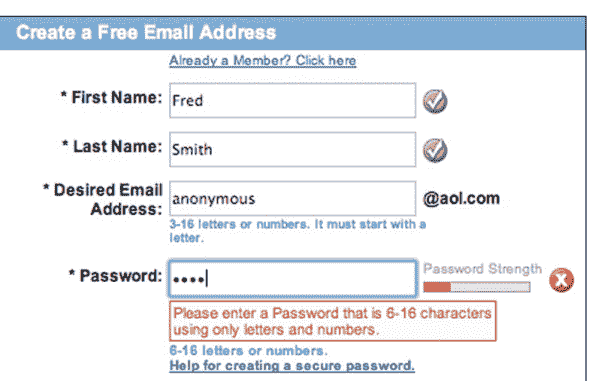 Create a Free Email Address
Already a Member? Click here
* First Name: Fred
* Last Name: Smith
* Desired Email
Address: anonymous @aol.com
3-16 letters or numbers. It must start with a
letter.
* Password: •••• Password Strength
Please enter a Password that is 6-16 characters
using only letters and numbers.
6-16 letters or numbers.
Help for creating a secure password.